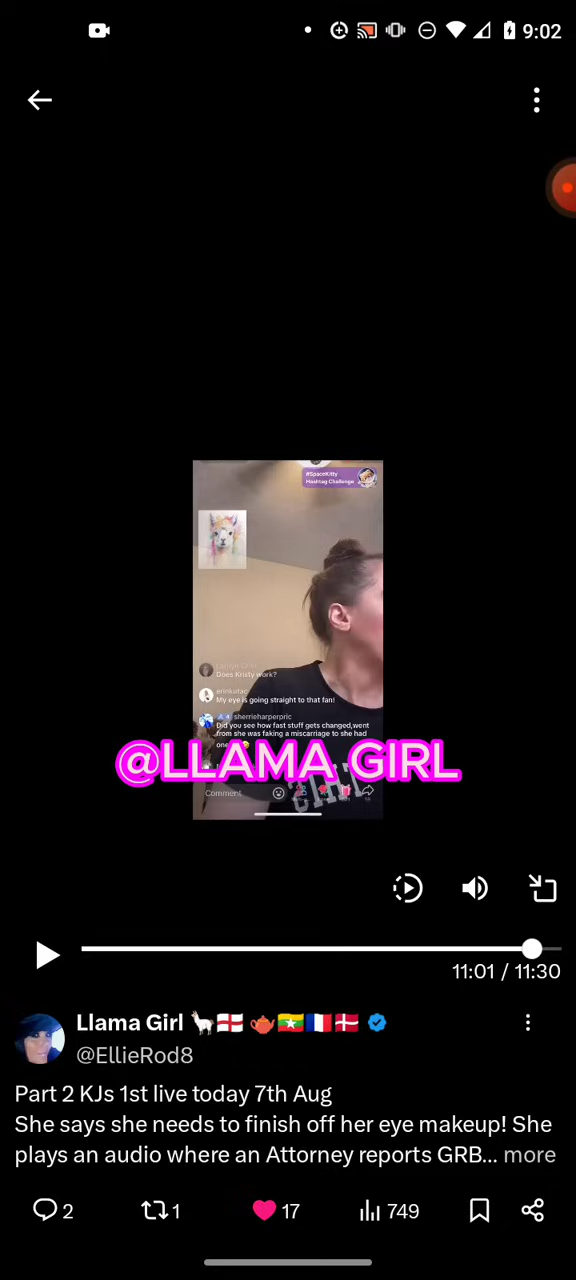 9:02
#SpaceKitty
Hashtag Challenge
Does Kristy work?
erinkutac
My eye is going straight to that fan!
sherrieharperpric
Did you see how fast stuff gets changed,went
from she was faking a miscarriage to she had
one
@LLAMA GIRL
Comment
11:01 / 11:30
Llama Girl
@EllieRod8
Part 2 KJs 1st live today 7th Aug
She says she needs to finish off her eye makeup! She
plays an audio where an Attorney reports GRB... more
2 1 17 749